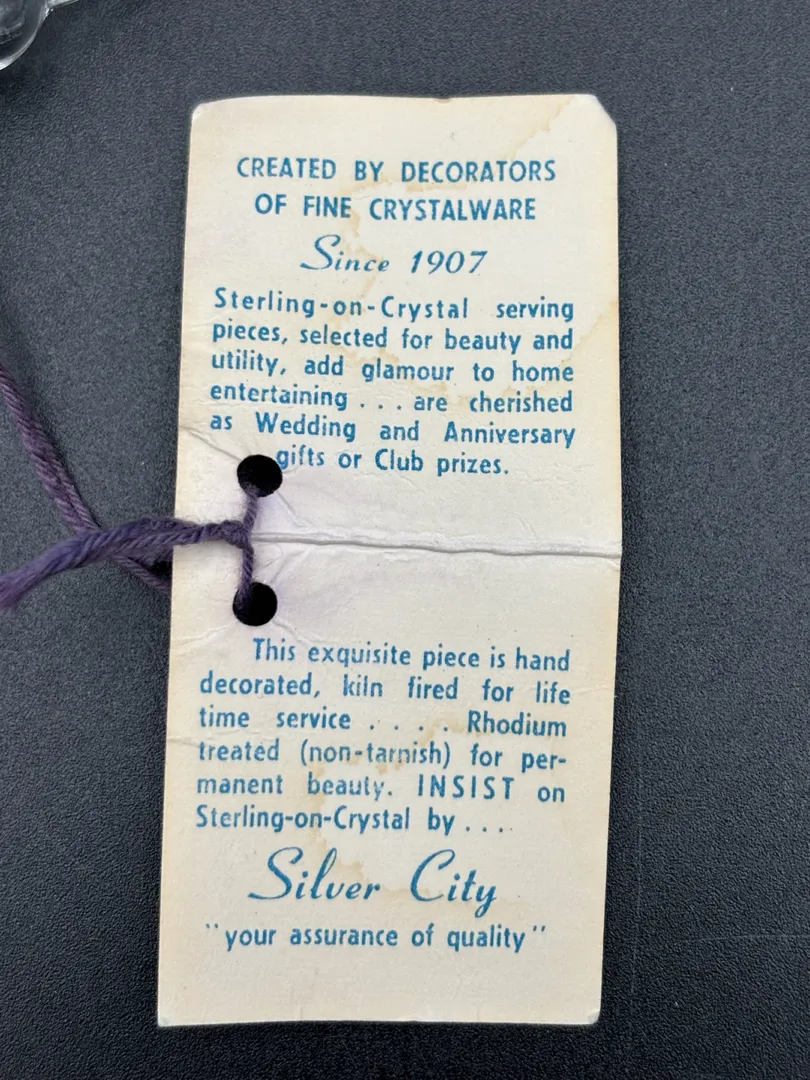 CREATED BY DECORATORS
OF FINE CRYSTALWARE
Since 1907
Sterling-on-Crystal serving
pieces, selected for beauty and
utility, add glamour to home
entertaining . . . are cherished
as Wedding and Anniversary
gifts or Club prizes.
This exquisite piece is hand
decorated, kiln fired for life
time service . . . . Rhodium
treated (non-tarnish) for per-
manent beauty. INSIST on
Sterling-on-Crystal by . . .
Silver City
"your assurance of quality"